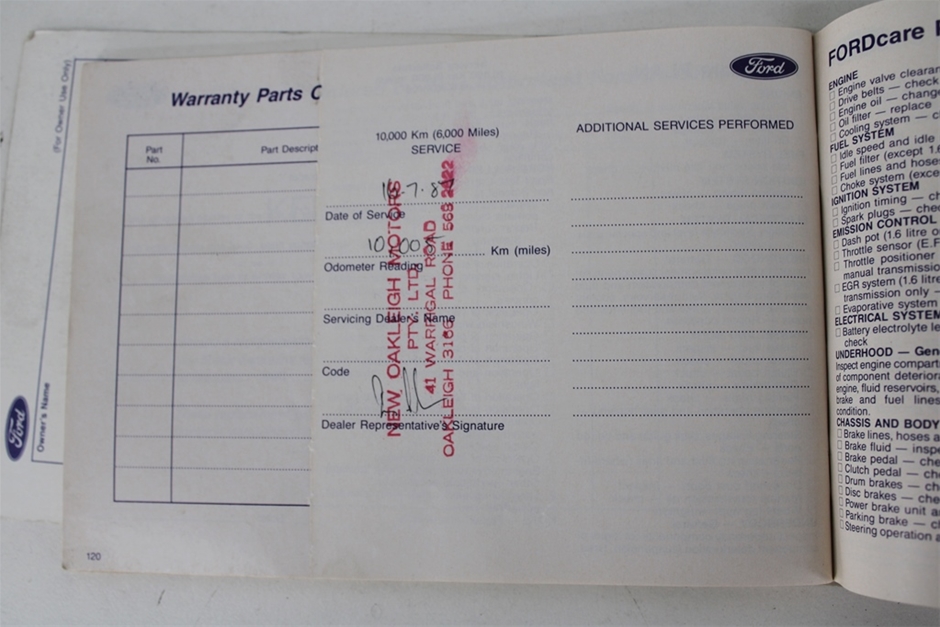 (For Owner Use Only)
Owner's Name
Ford
Warranty Parts
Part
No.
Part Descript
120
Ford
10,000 Km (6,000 Miles)
SERVICE
ADDITIONAL SERVICES PERFORMED
Date of Service
Km (miles)
Odometer Reading
Servicing Dealer's Name
Code
Dealer Representative's Signature
NEW OAKLEIGH MOTORS
PTY. LTD.
41 WARRIGAL ROAD
OAKLEIGH 3166 PHONE 569
FORDcare
ENGINE
Engine valve clearan
Drive belts — check
Engine oil — change
Oil filter — replace
Cooling system — c
FUEL SYSTEM
Idle speed and idle
Fuel filter (except 1.6
Fuel lines and hose
Choke system (exce
IGNITION SYSTEM
Ignition timing — ch
Spark plugs — chec
EMISSION CONTROL
Dash pot (1.6 litre o
Throttle sensor (E.F
Throttle positioner
manual transmissio
EGR system (1.6 litre
transmission only —
Evaporative system
ELECTRICAL SYSTEM
Battery electrolyte le
check
UNDERHOOD — Gen
Inspect engine compart
of component deteriora
engine, fluid reservoirs,
brake and fuel lines
condition.
CHASSIS AND BODY
Brake lines, hoses a
Brake fluid — inspe
Brake pedal — che
Clutch pedal — che
Drum brakes — che
Disc brakes — che
Power brake unit a
Parking brake — c
Steering operation a